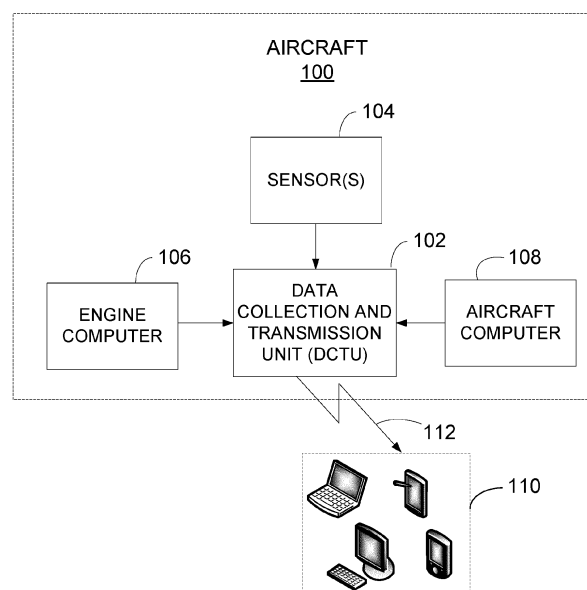 AIRCRAFT
100
104
SENSOR(S)
102
106
108
ENGINE
COMPUTER
DATA
COLLECTION AND
TRANSMISSION
UNIT (DCTU)
AIRCRAFT
COMPUTER
112
110